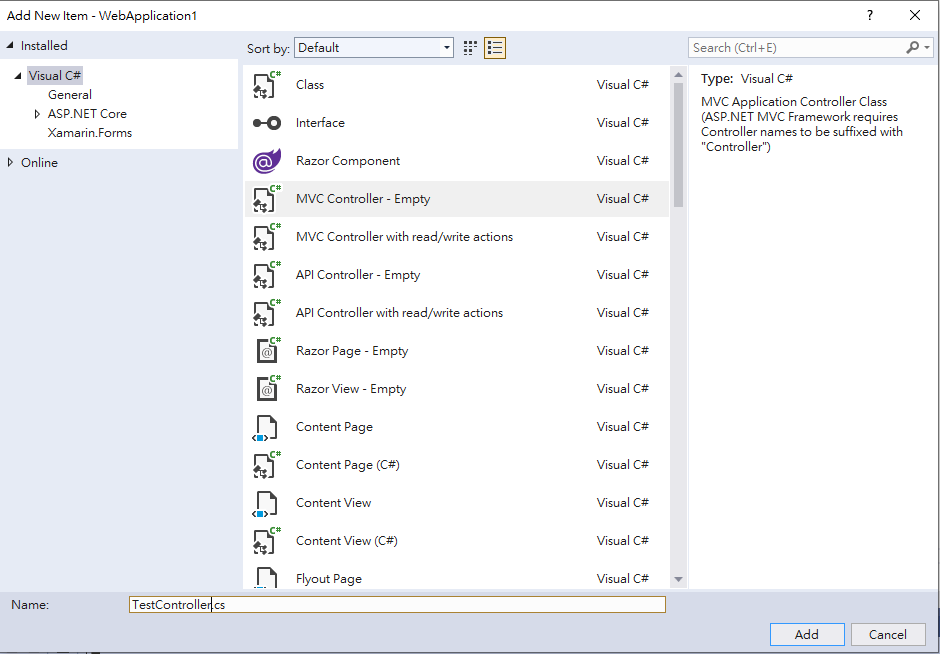 Add New Item - WebApplication1
?
Installed
Visual C#
General
ASP.NET Core
Xamarin.Forms
Online
Sort by: Default
Search (Ctrl+E)
C# Class Visual C#
Interface Visual C#
@ Razor Component Visual C#
C# MVC Controller - Empty Visual C#
C# MVC Controller with read/write actions Visual C#
C# API Controller - Empty Visual C#
C# API Controller with read/write actions Visual C#
C# @ Razor Page - Empty Visual C#
C# @ Razor View - Empty Visual C#
Content Page Visual C#
C# Content Page (C#) Visual C#
Content View Visual C#
C# Content View (C#) Visual C#
Flyout Page Visual C#
Type: Visual C#
MVC Application Controller Class
(ASP.NET MVC Framework requires
Controller names to be suffixed with
"Controller")
Name: TestController.cs
Add Cancel